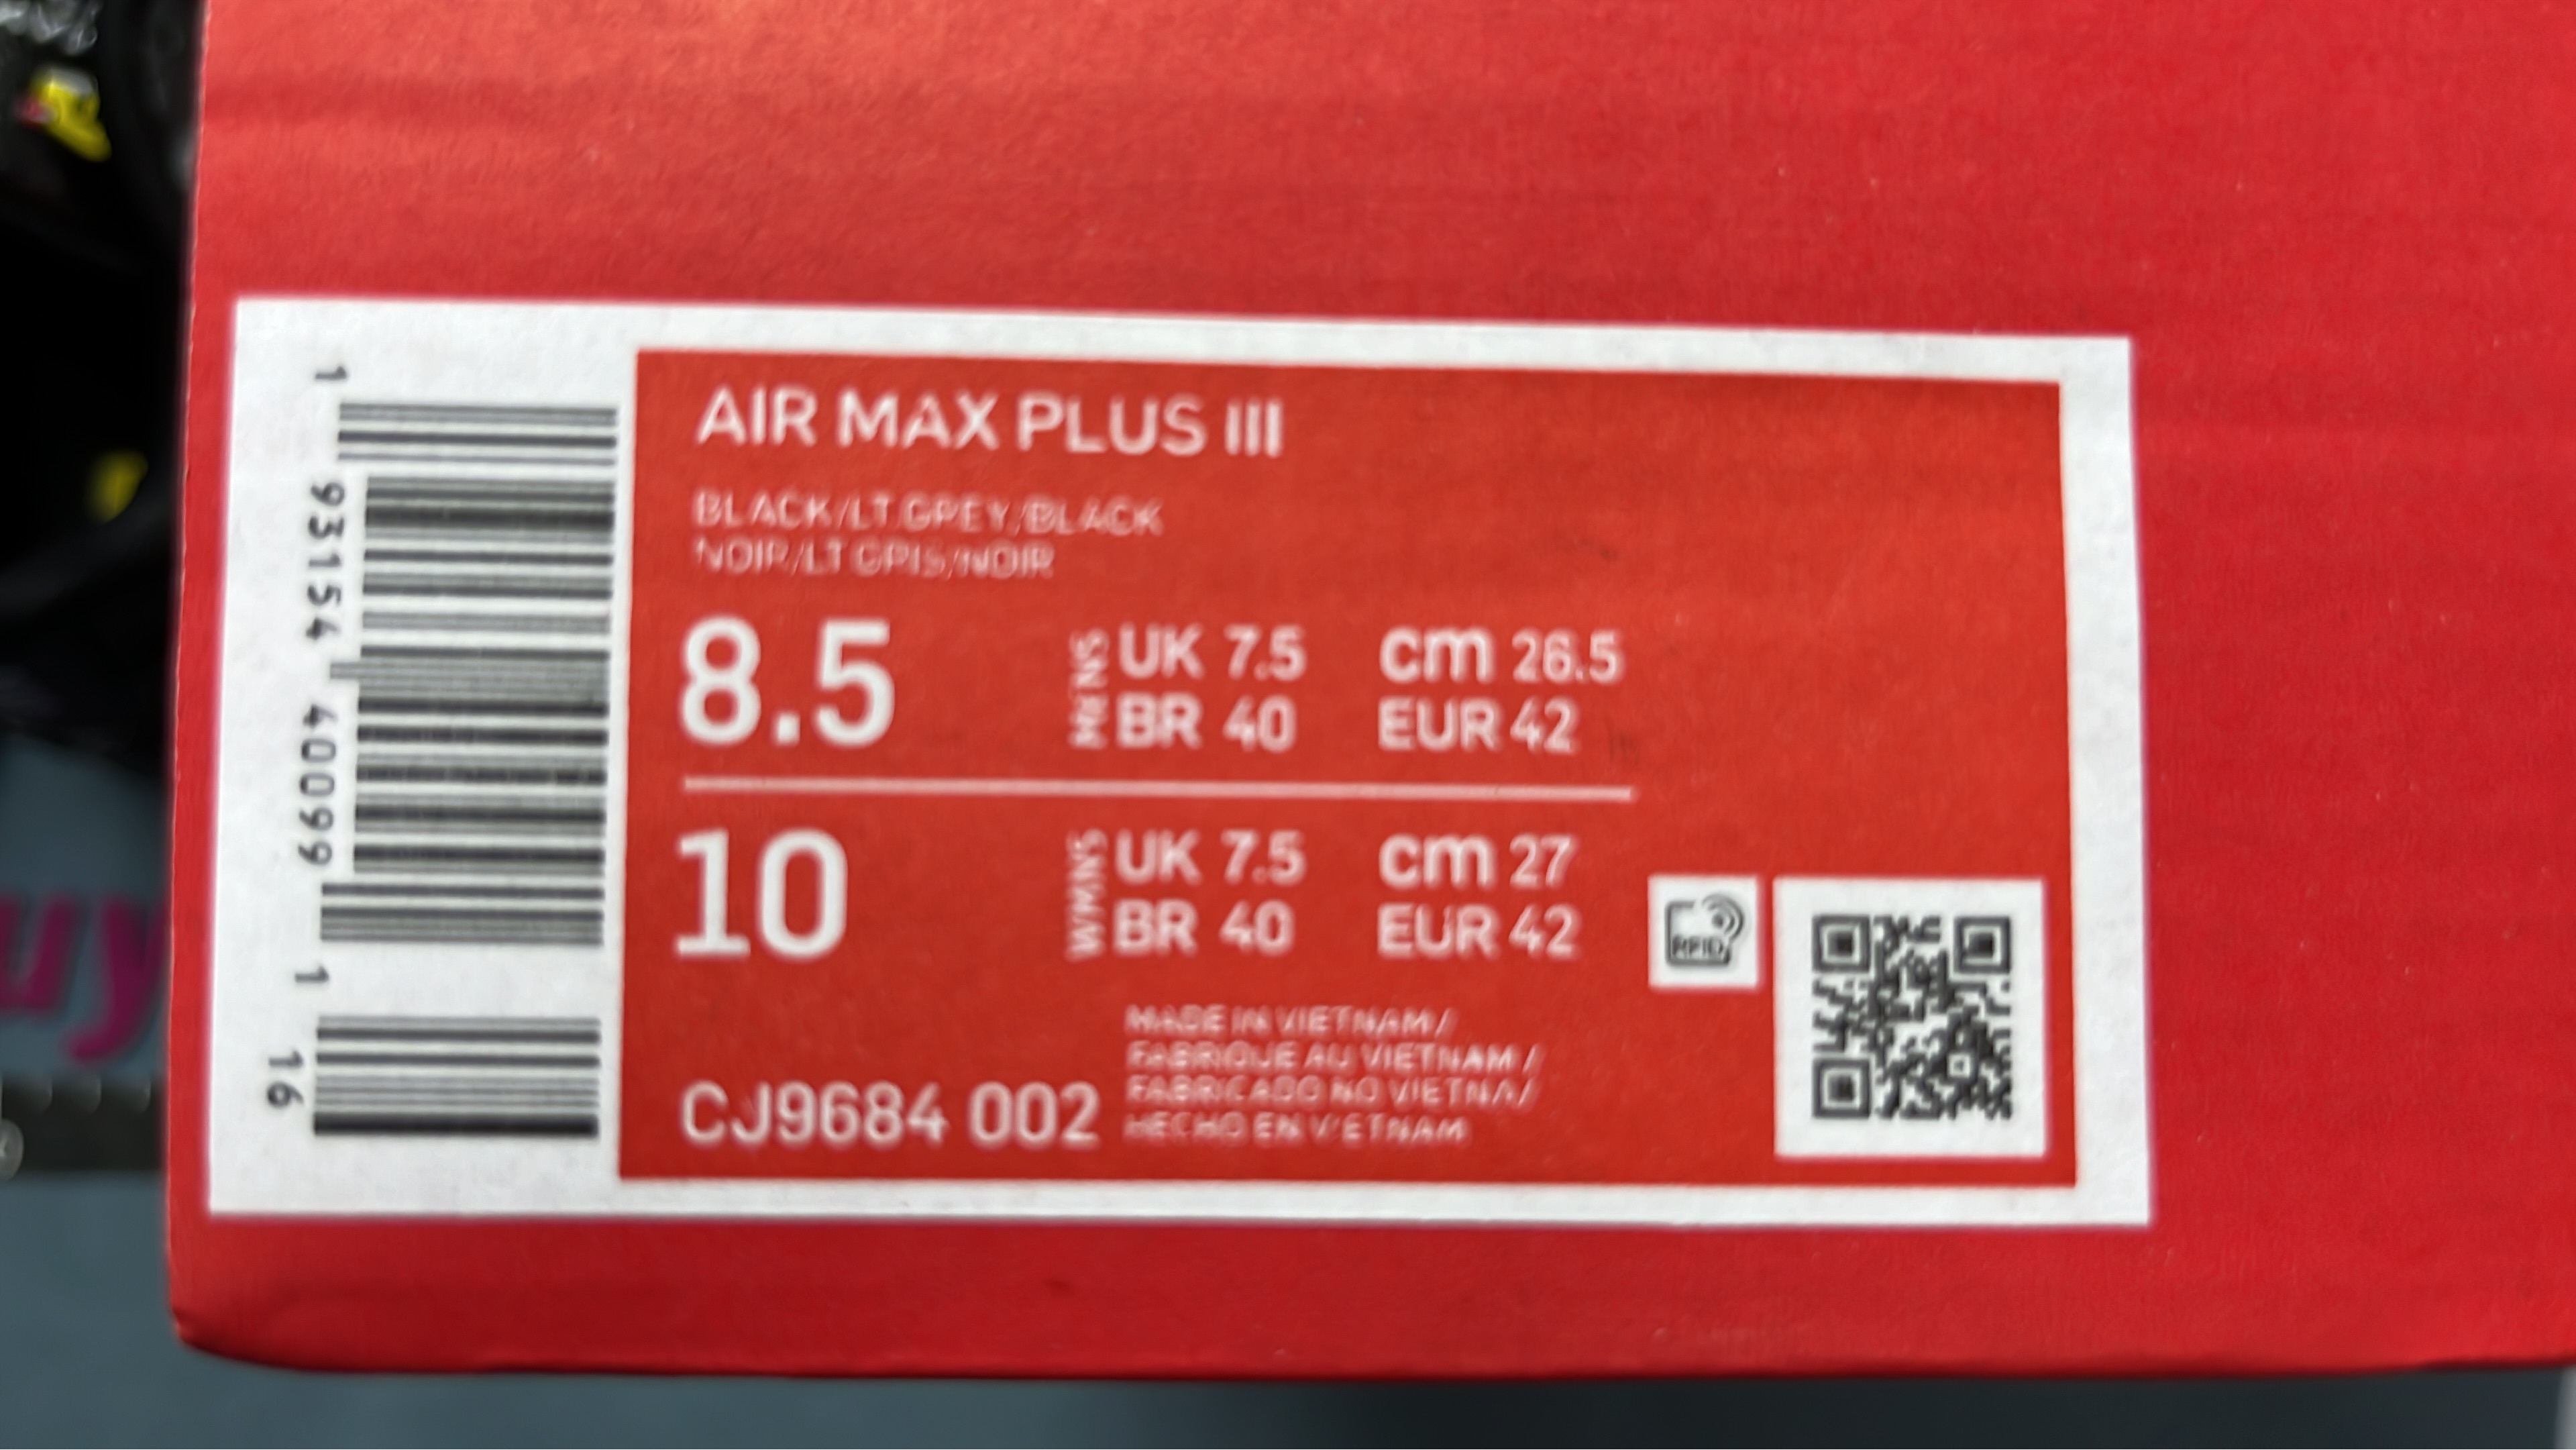 AIR MAX PLUS III
BLACK/LT.GREY/BLACK
NOIR/LT GRIS/NOIR
8.5 MENS UK 7.5 cm 26.5
BR 40 EUR 42
10 WMNS UK 7.5 cm 27
BR 40 EUR 42
RFID
MADE IN VIETNAM /
FABRIQUE AU VIETNAM /
FABRICADO NO VIETNA/
HECHO EN VIETNAM
CJ9684 002
1 93154 40099 1
16
uy